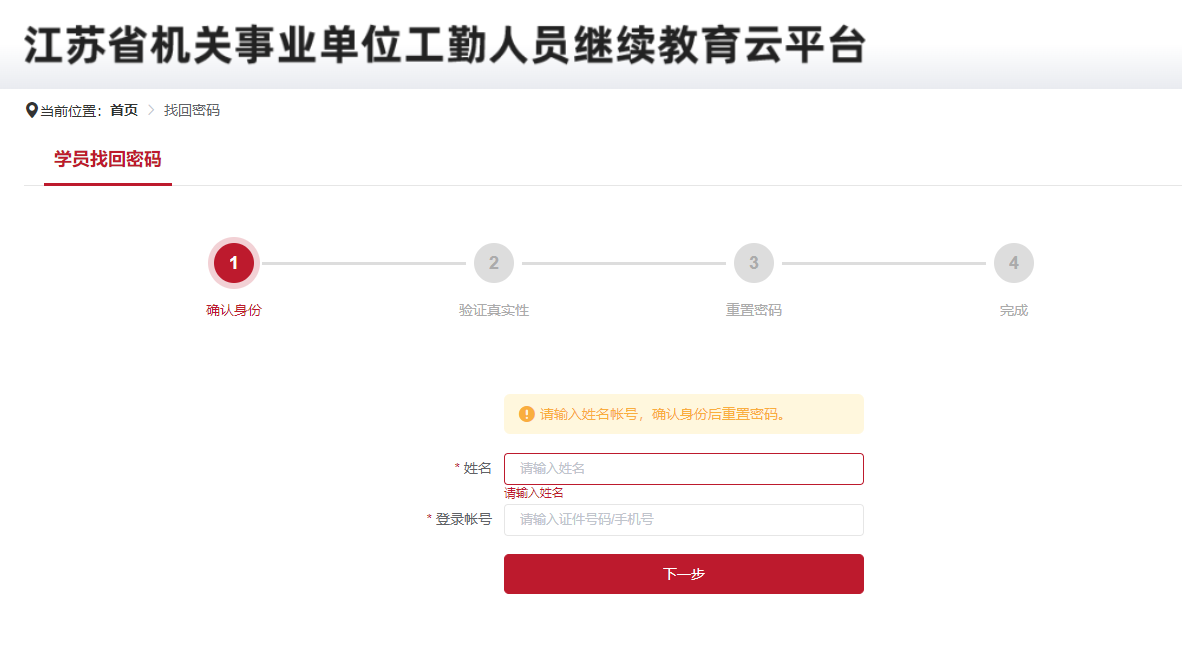 江苏省机关事业单位工勤人员继续教育云平台
当前位置：首页 > 找回密码
学员找回密码
1 2 3 4
确认身份 验证真实性 重置密码 完成
请输入姓名帐号，确认身份后重置密码。
* 姓名 请输入姓名
请输入姓名
* 登录帐号 请输入证件号码/手机号
下一步